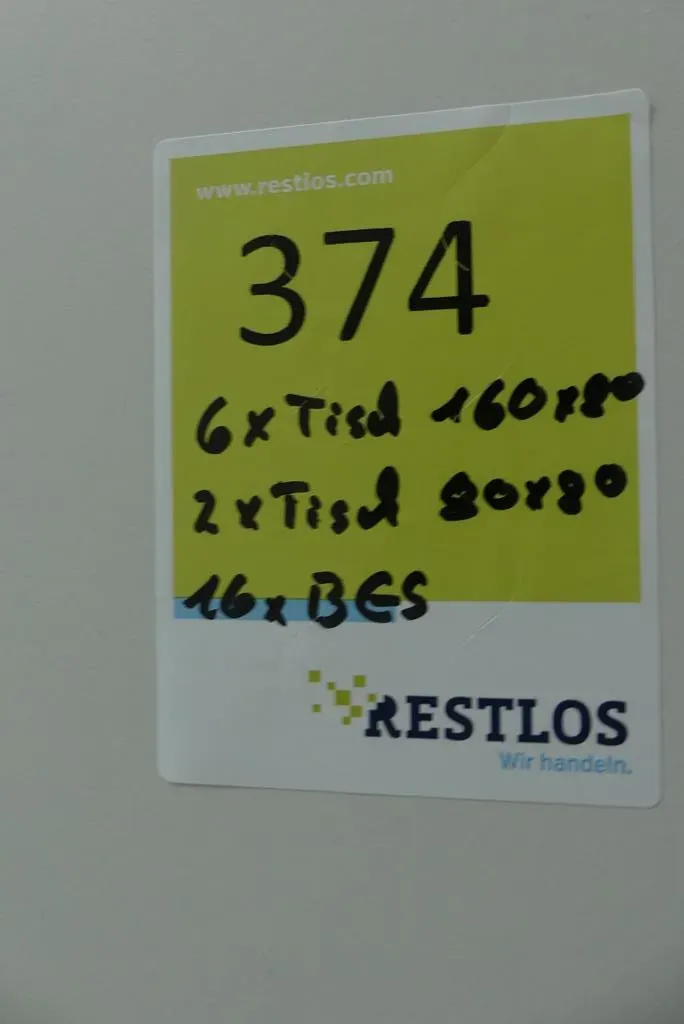 www.restlos.com
374
6 x Tisch 160x80
2 x Tisch 80x80
16 x BES
RESTLOS
Wir handeln.